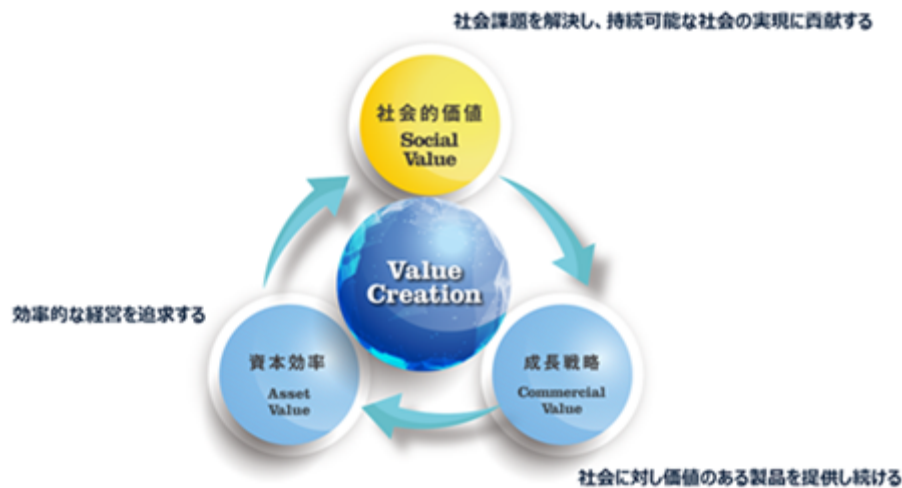 社会課題を解決し、持続可能な社会の実現に貢献する
社会的価値
Social
Value
Value
Creation
効率的な経営を追求する
資本効率
Asset
Value
成長戦略
Commercial
Value
社会に対し価値のある製品を提供し続ける